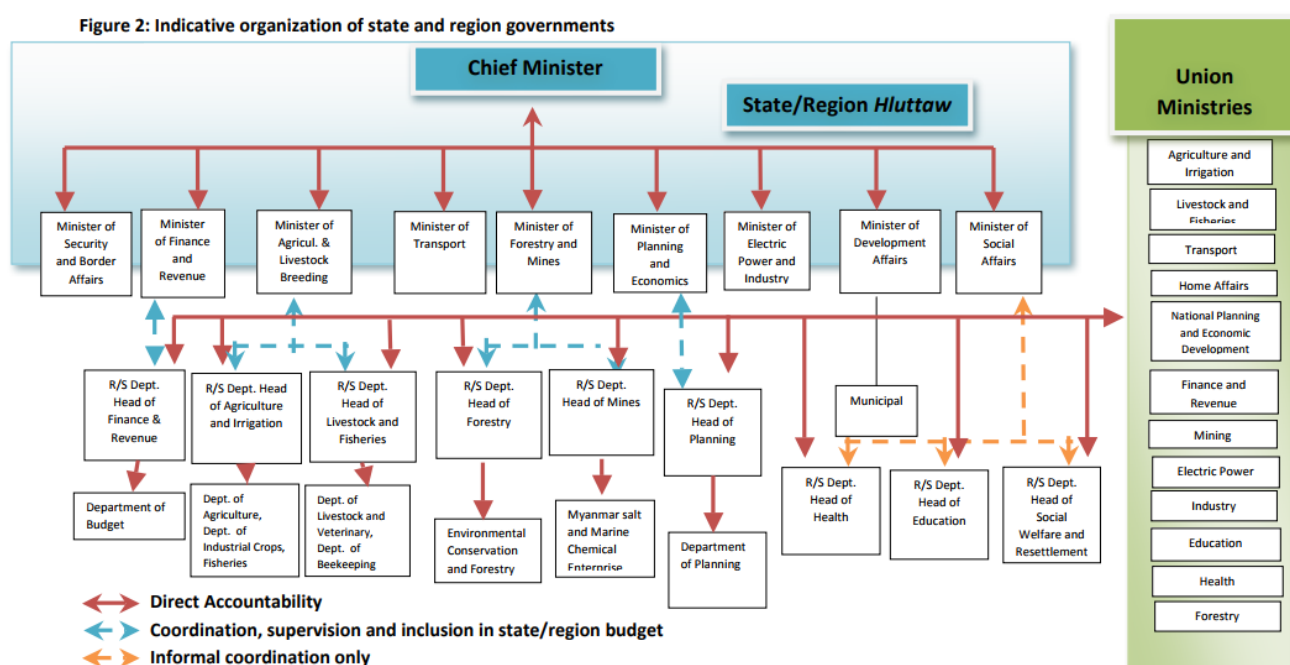 Figure 2: Indicative organization of state and region governments
Chief Minister
State/Region Hluttaw
Union
Ministries
Minister of
Security
and Border
Affairs
Minister
of Finance
and
Revenue
Minister of
Agricul. &
Livestock
Breeding
Minister of
Transport
Minister of
Forestry and
Mines
Minister of
Planning
and
Economics
Minister of
Electric
Power and
Industry
Minister of
Development
Affairs
Minister of
Social
Affairs
R/S Dept.
Head of
Finance &
Revenue
R/S Dept. Head
of Agriculture
and Irrigation
R/S Dept.
Head of
Livestock and
Fisheries
R/S Dept.
Head of
Forestry
R/S Dept.
Head of Mines
R/S Dept.
Head of
Planning
Municipal
R/S Dept.
Head of
Health
R/S Dept.
Head of
Education
R/S Dept.
Head of
Social
Welfare and
Resettlement
Department of
Budget
Dept. of
Agriculture,
Dept. of
Industrial Crops,
Fisheries
Dept. of
Livestock and
Veterinary,
Dept. of
Beekeeping
Environmental
Conservation
and Forestry
Myanmar salt
and Marine
Chemical
Enterprise
Department
of Planning
Agriculture and
Irrigation
Livestock and
Fisheries
Transport
Home Affairs
National Planning
and Economic
Development
Finance and
Revenue
Mining
Electric Power
Industry
Education
Health
Forestry
Direct Accountability
Coordination, supervision and inclusion in state/region budget
Informal coordination only